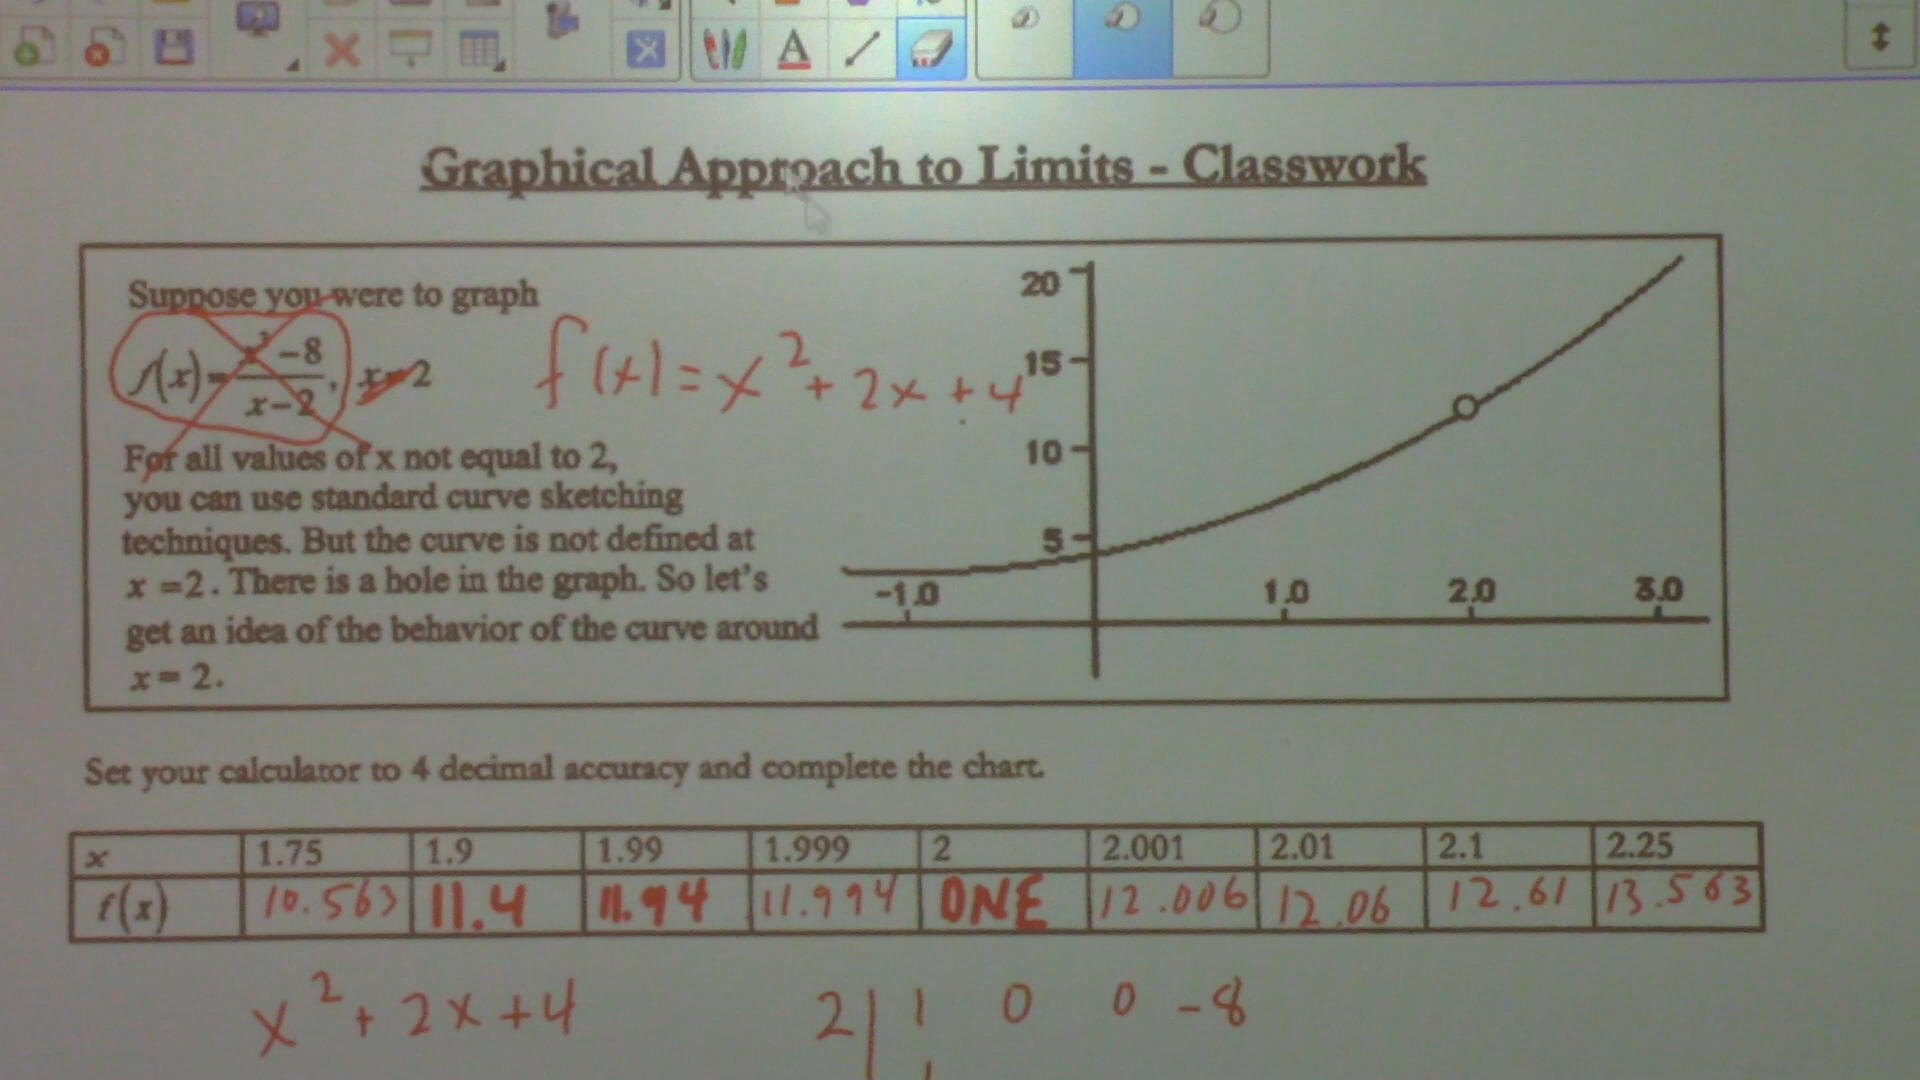 Graphical Approach to Limits - Classwork
Suppose you were to graph
f(x)= x³-8 / x-2, x≠2
f(x)=x²+2x+4
For all values of x not equal to 2,
you can use standard curve sketching
techniques. But the curve is not defined at
x =2. There is a hole in the graph. So let's
get an idea of the behavior of the curve around
x = 2.
20
15
10
5
-1.0 1.0 2.0 3.0
Set your calculator to 4 decimal accuracy and complete the chart.
x 1.75 1.9 1.99 1.999 2 2.001 2.01 2.1 2.25
f(x) 10.563 11.4 11.94 11.994 DNE 12.006 12.06 12.61 13.563
x²+2x+4
2| 1 0 0 -8